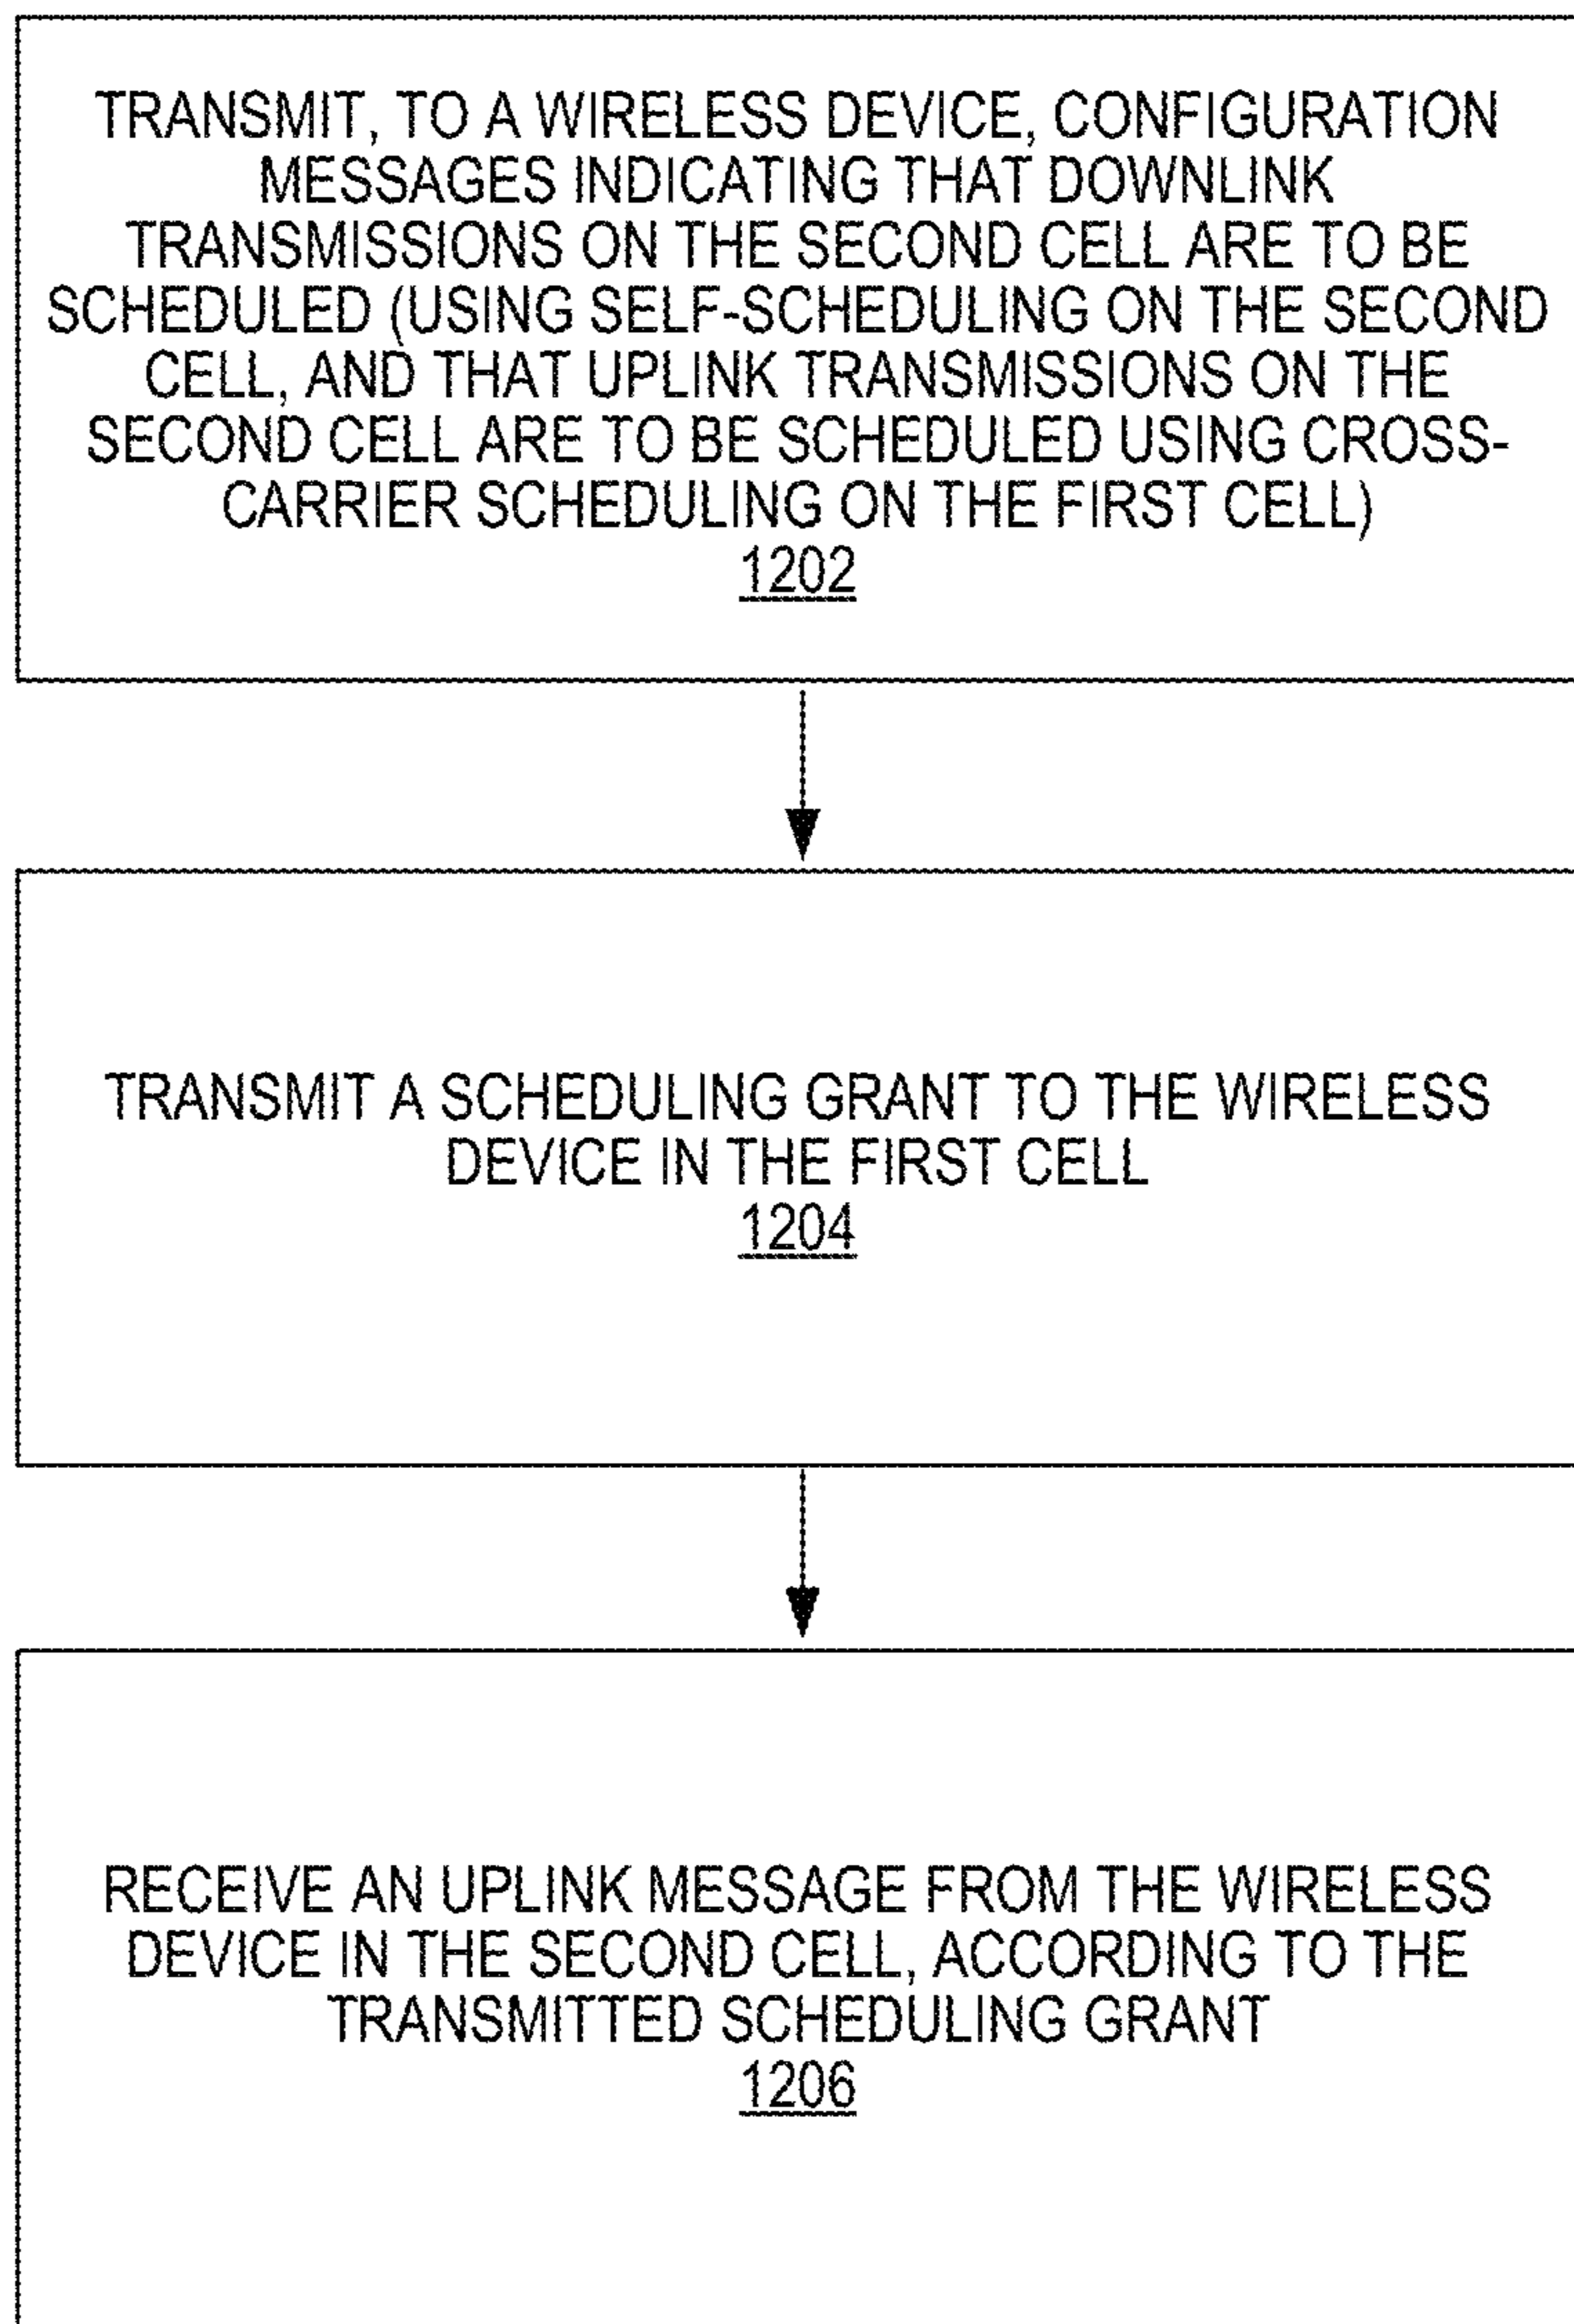 TRANSMIT, TO A WIRELESS DEVICE, CONFIGURATION
MESSAGES INDICATING THAT DOWNLINK
TRANSMISSIONS ON THE SECOND CELL ARE TO BE
SCHEDULED (USING SELF-SCHEDULING ON THE SECOND
CELL, AND THAT UPLINK TRANSMISSIONS ON THE
SECOND CELL ARE TO BE SCHEDULED USING CROSS-
CARRIER SCHEDULING ON THE FIRST CELL)
1202
TRANSMIT A SCHEDULING GRANT TO THE WIRELESS
DEVICE IN THE FIRST CELL
1204
RECEIVE AN UPLINK MESSAGE FROM THE WIRELESS
DEVICE IN THE SECOND CELL, ACCORDING TO THE
TRANSMITTED SCHEDULING GRANT
1206